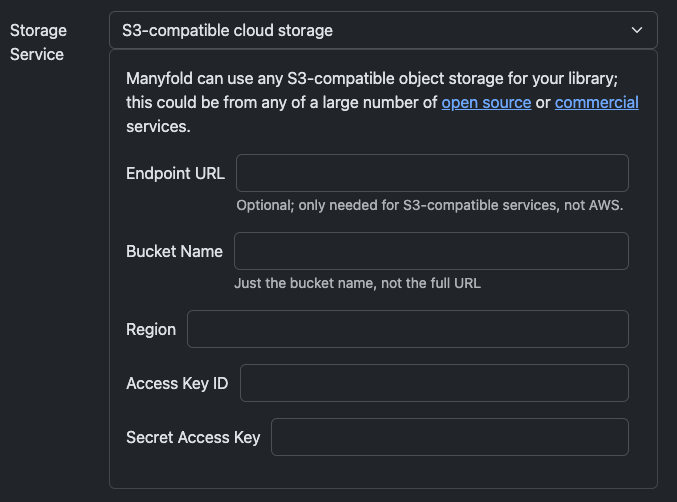 Storage
Service
S3-compatible cloud storage
Manyfold can use any S3-compatible object storage for your library;
this could be from any of a large number of open source or commercial
services.
Endpoint URL
Optional; only needed for S3-compatible services, not AWS.
Bucket Name
Just the bucket name, not the full URL
Region
Access Key ID
Secret Access Key